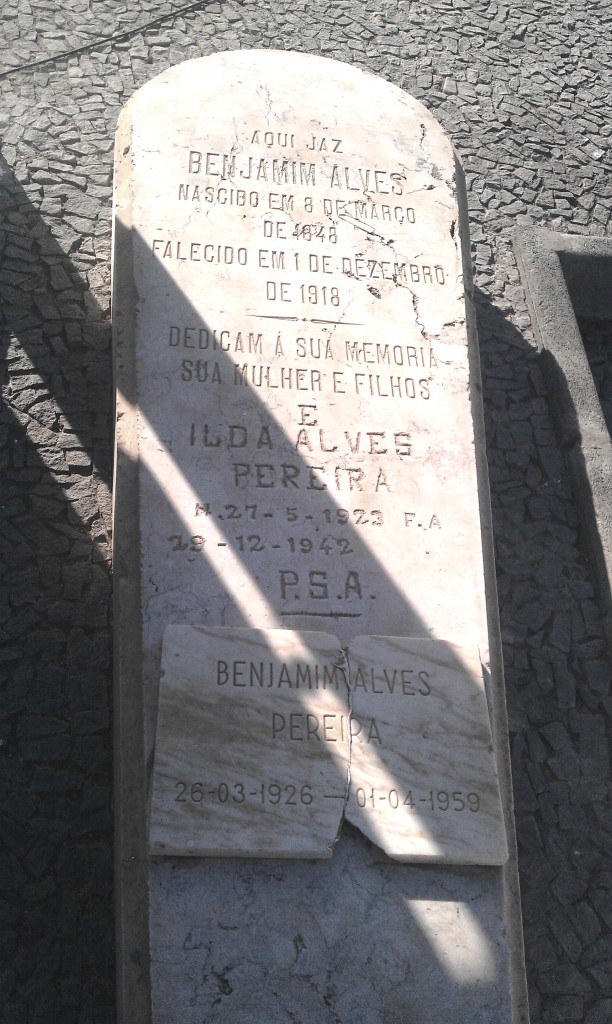 AQUI JAZ
BENJAMIM ALVES
NASCIDO EM 8 DE MARÇO
DE 1848
FALECIDO EM 1 DE DEZEMBRO
DE 1918
DEDICAM Á SUA MEMORIA
SUA MULHER E FILHOS
E
ILDA ALVES
PEREIRA
N. 27-5-1923 F.A
29-12-1942
P.S.A.
BENJAMIM ALVES
PEREIRA
26-03-1926 — 01-04-1959